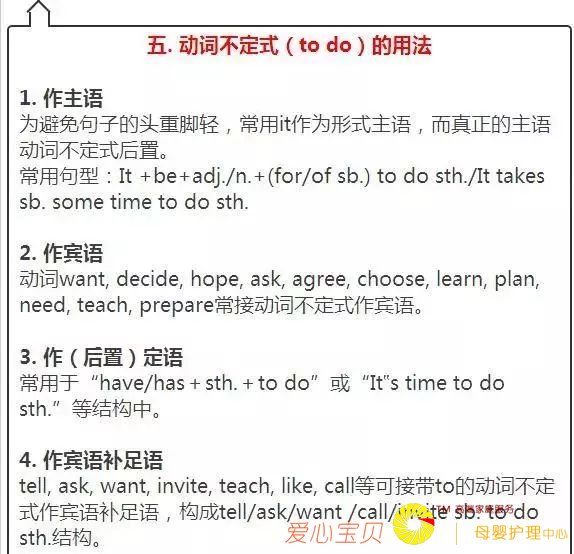 五. 动词不定式（to do）的用法
1. 作主语
为避免句子的头重脚轻，常用it作为形式主语，而真正的主语
动词不定式后置。
常用句型：It +be+adj./n.+(for/of sb.) to do sth./It takes
sb. some time to do sth.
2. 作宾语
动词want, decide, hope, ask, agree, choose, learn, plan,
need, teach, prepare常接动词不定式作宾语。
3. 作（后置）定语
常用于“have/has＋sth.＋to do”或“It‟s time to do
sth.”等结构中。
4. 作宾语补足语
tell, ask, want, invite, teach, like, call等可接带to的动词不定
式作宾语补足语，构成tell/ask/want /call/invite sb. to do
sth.结构。
爱心宝贝
TM 高端家庭服务
母婴护理中心